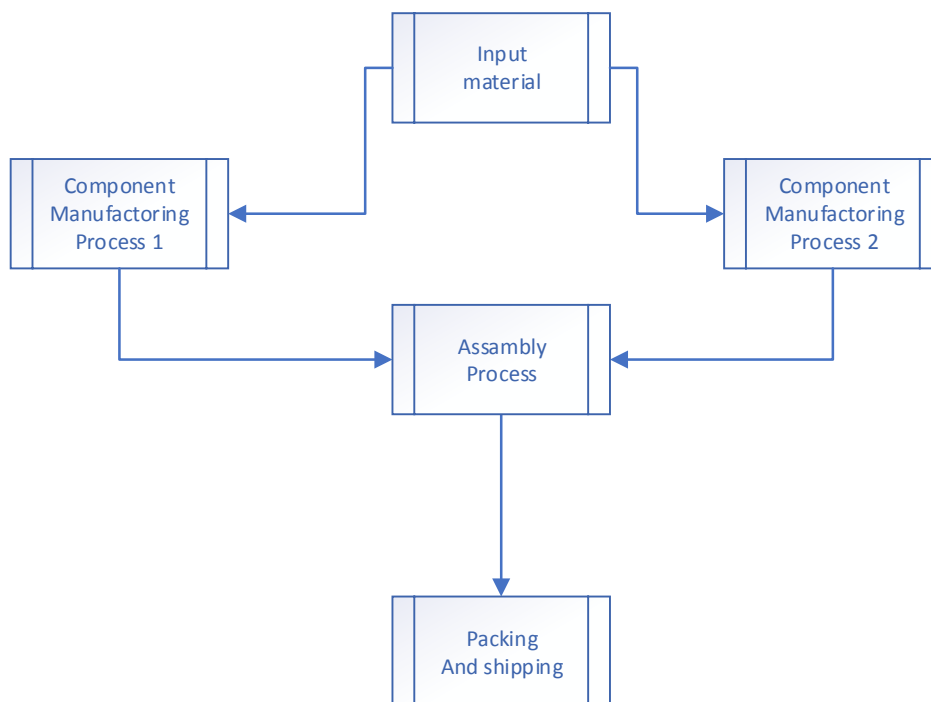 Input
material
Component
Manufactoring
Process 1
Component
Manufactoring
Process 2
Assambly
Process
Packing
And shipping